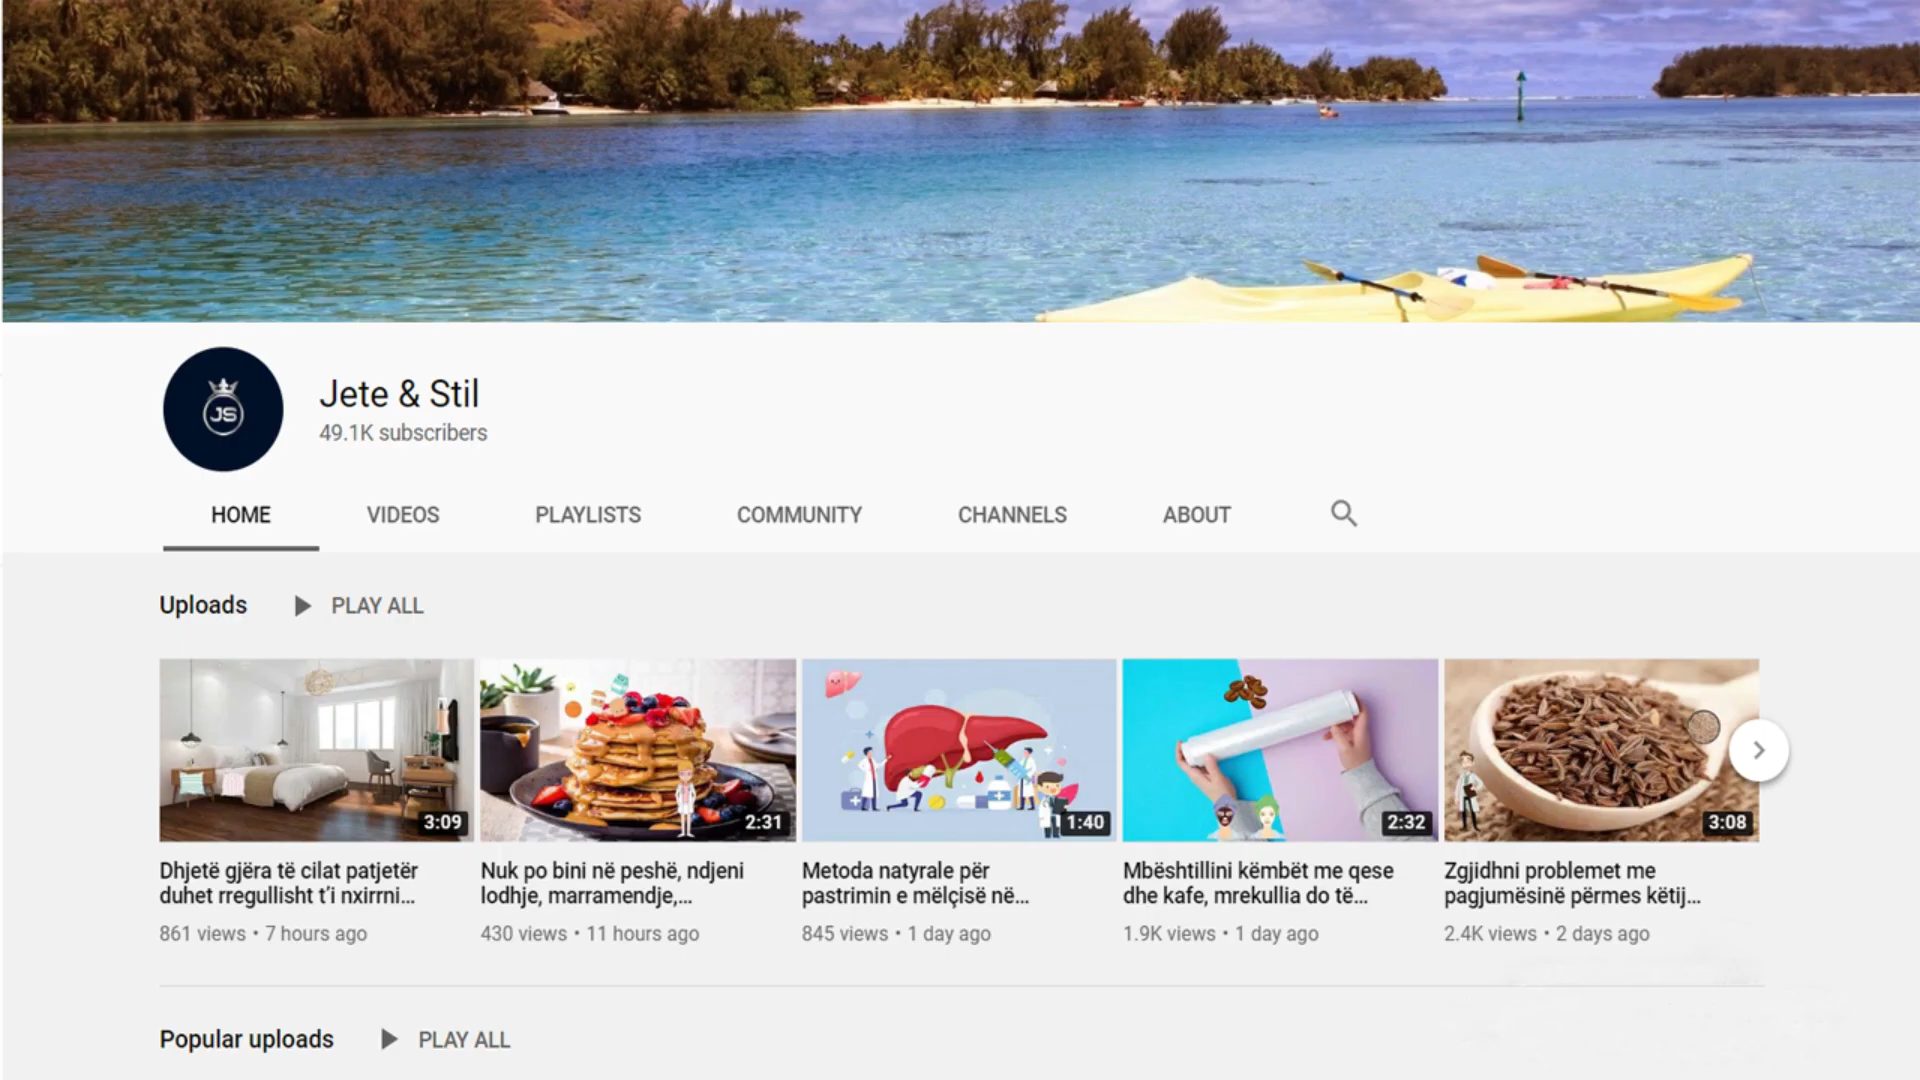 JS
Jete & Stil
49.1K subscribers
HOME VIDEOS PLAYLISTS COMMUNITY CHANNELS ABOUT
Uploads PLAY ALL
3:09 2:31 1:40 2:32 3:08
Dhjetë gjëra të cilat patjetër
duhet rregullisht t’i nxirrni...
861 views • 7 hours ago
Nuk po bini në peshë, ndjeni
lodhje, marramendje,...
430 views • 11 hours ago
Metoda natyrale për
pastrimin e mëlçisë në...
845 views • 1 day ago
Mbështillini këmbët me qese
dhe kafe, mrekullia do të...
1.9K views • 1 day ago
Zgjidhni problemet me
pagjumësinë përmes këtij...
2.4K views • 2 days ago
Popular uploads PLAY ALL